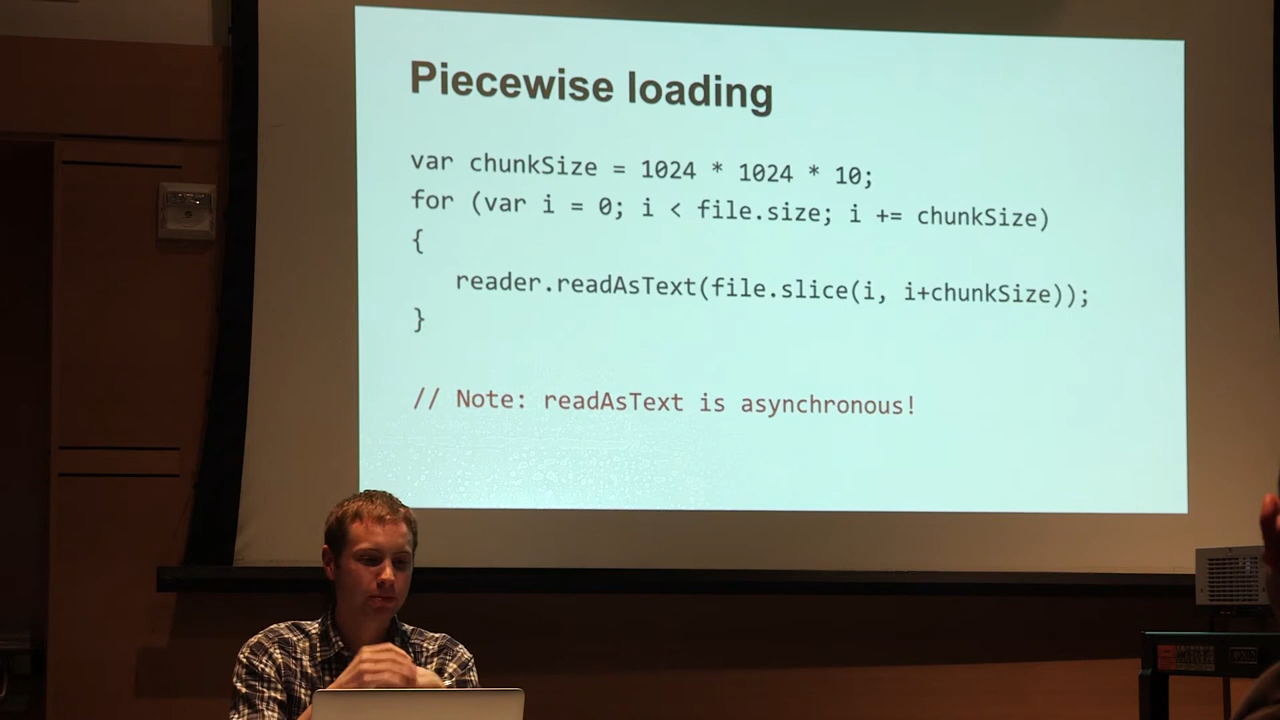 Piecewise loading
var chunkSize = 1024 * 1024 * 10;
for (var i = 0; i < file.size; i += chunkSize)
{
reader.readAsText(file.slice(i, i+chunkSize));
}
// Note: readAsText is asynchronous!